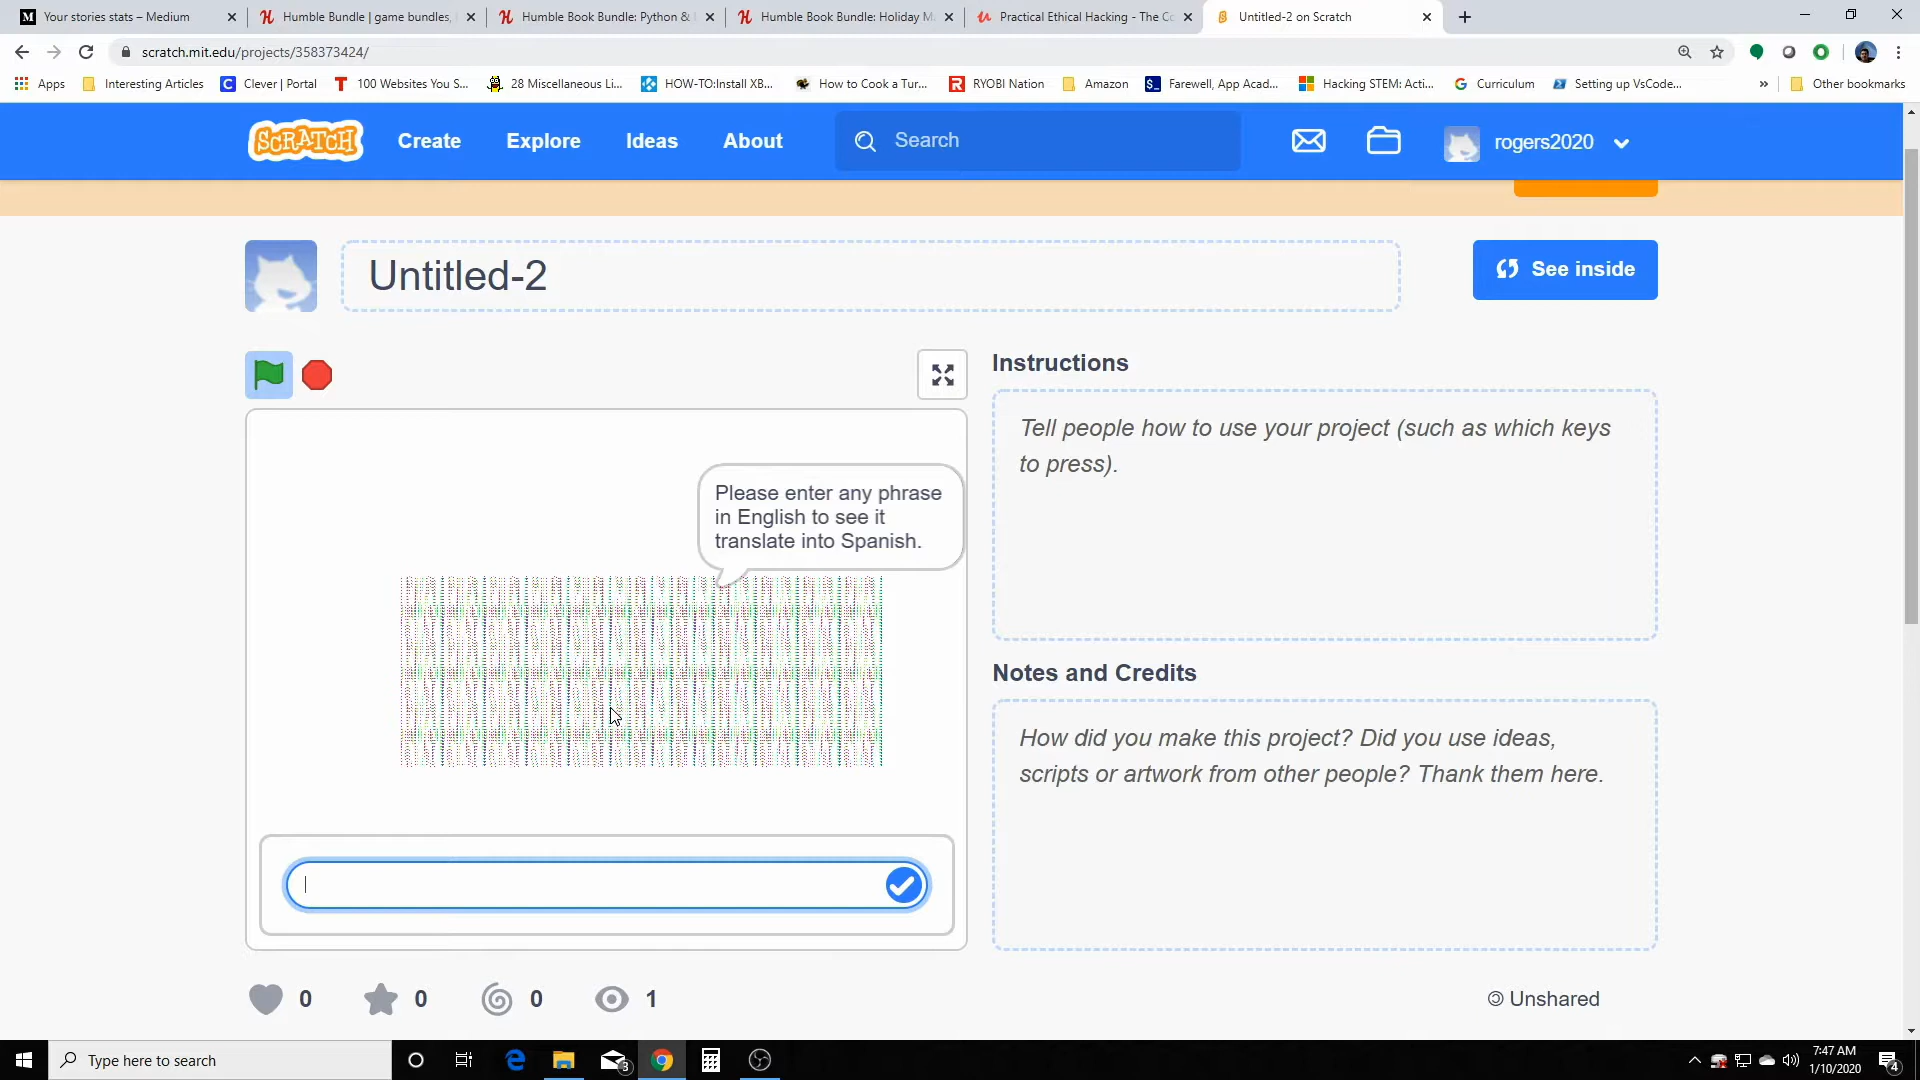 Your stories stats – Medium
Humble Bundle | game bundles,
Humble Book Bundle: Python &
Humble Book Bundle: Holiday M
Practical Ethical Hacking - The Co
Untitled-2 on Scratch
scratch.mit.edu/projects/358373424/
Apps
Interesting Articles
Clever | Portal
100 Websites You S...
28 Miscellaneous Li...
HOW-TO:Install XB...
How to Cook a Tur...
RYOBI Nation
Amazon
Farewell, App Acad...
Hacking STEM: Acti...
Curriculum
Setting up VsCode...
»
Other bookmarks
SCRATCH
Create
Explore
Ideas
About
Search
rogers2020
Untitled-2
See inside
Instructions
Tell people how to use your project (such as which keys
to press).
Please enter any phrase
in English to see it
translate into Spanish.
Notes and Credits
How did you make this project? Did you use ideas,
scripts or artwork from other people? Thank them here.
0
0
0
1
Unshared
Type here to search
3
7:47 AM
1/10/2020
4